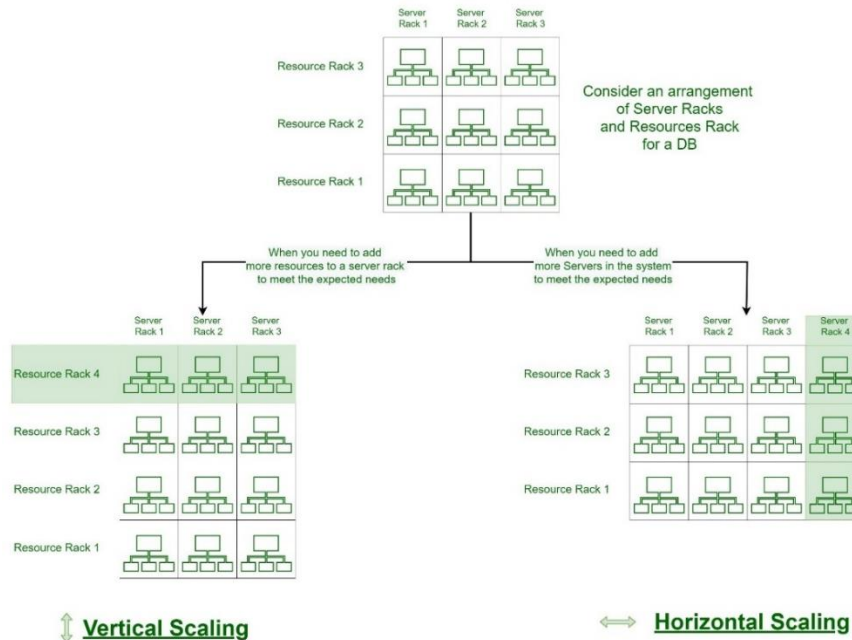 Server Rack 1
Server Rack 2
Server Rack 3
Resource Rack 3
Resource Rack 2
Resource Rack 1
Consider an arrangement
of Server Racks
and Resources Rack
for a DB
When you need to add
more resources to a server rack
to meet the expected needs
When you need to add
more Servers in the system
to meet the expected needs
Server Rack 1
Server Rack 2
Server Rack 3
Resource Rack 4
Resource Rack 3
Resource Rack 2
Resource Rack 1
Server Rack 1
Server Rack 2
Server Rack 3
Server Rack 4
Resource Rack 3
Resource Rack 2
Resource Rack 1
Vertical Scaling
Horizontal Scaling